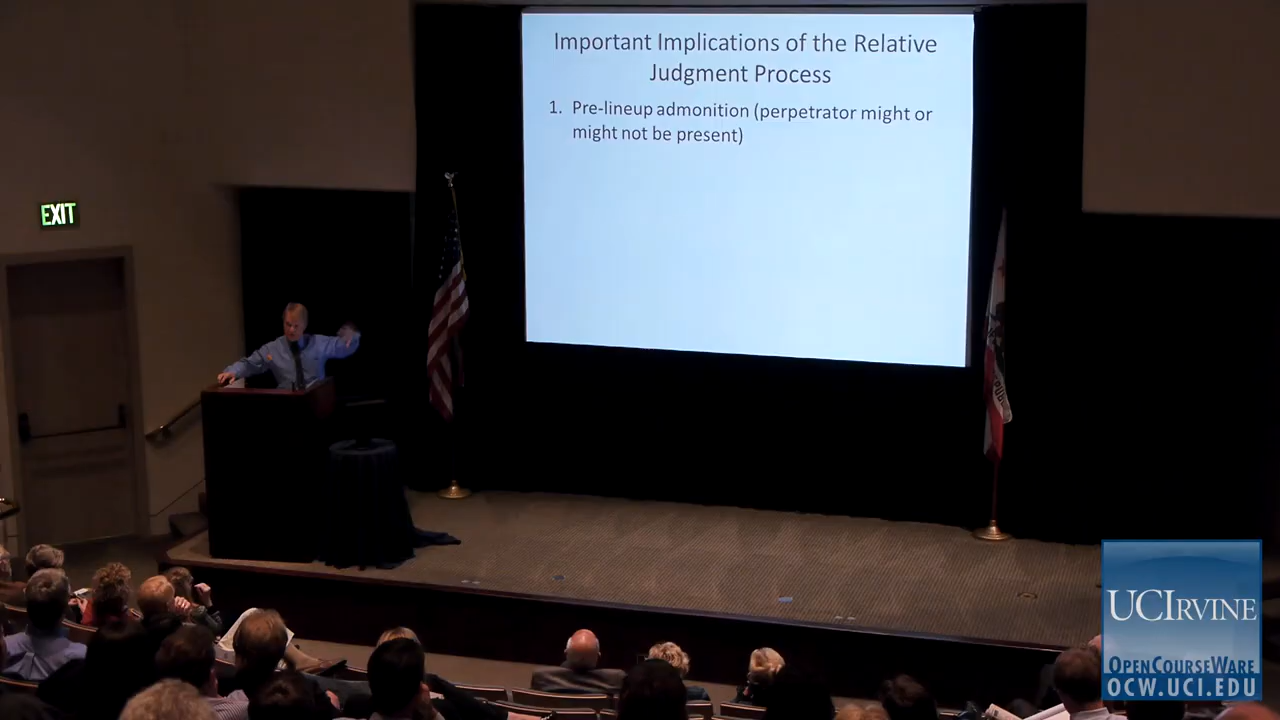 Important Implications of the Relative
Judgment Process
1. Pre-lineup admonition (perpetrator might or
might not be present)
EXIT
UCIRVINE
OPENCOURSEWARE
OCW.UCI.EDU